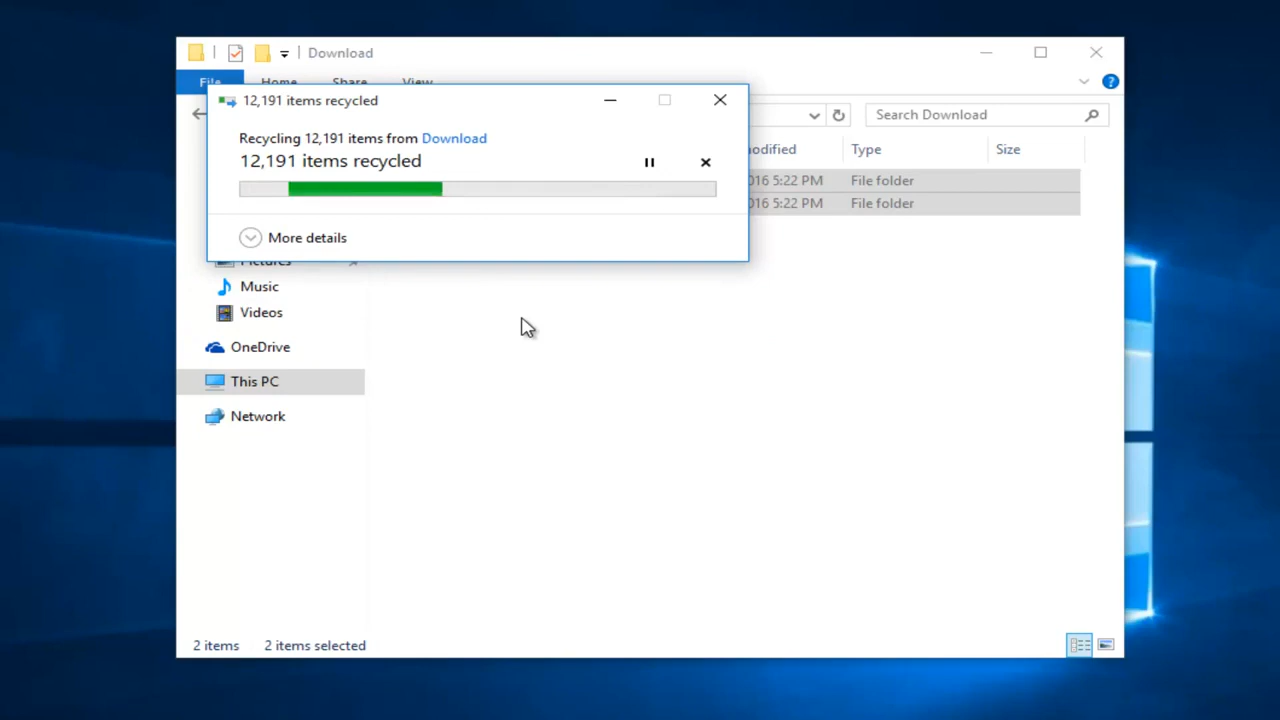 Download
File Home Share View
12,191 items recycled
Recycling 12,191 items from Download
12,191 items recycled
More details
Search Download
Type Size
016 5:22 PM File folder
016 5:22 PM File folder
Pictures
Music
Videos
OneDrive
This PC
Network
2 items 2 items selected